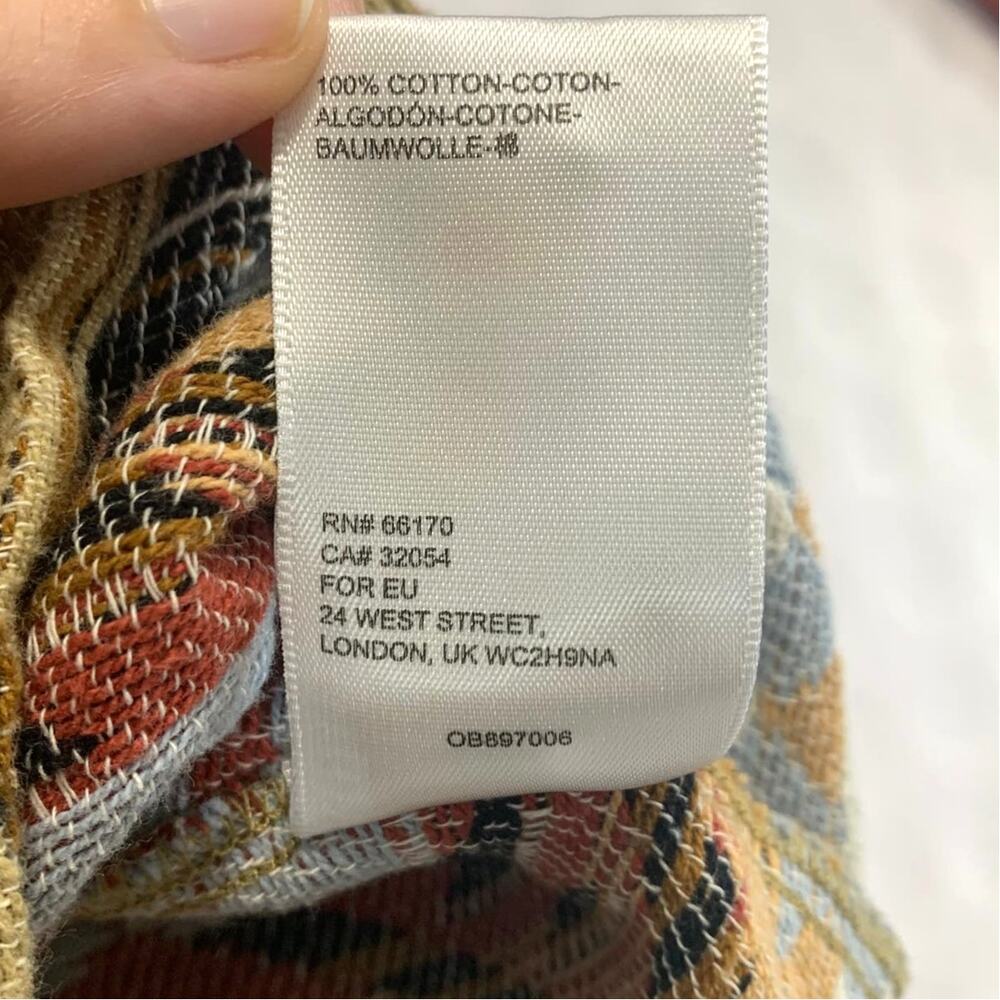 100% COTTON-COTON-
ALGODÓN-COTONE-
BAUMWOLLE-棉
RN# 66170
CA# 32054
FOR EU
24 WEST STREET,
LONDON, UK WC2H9NA
OB897006